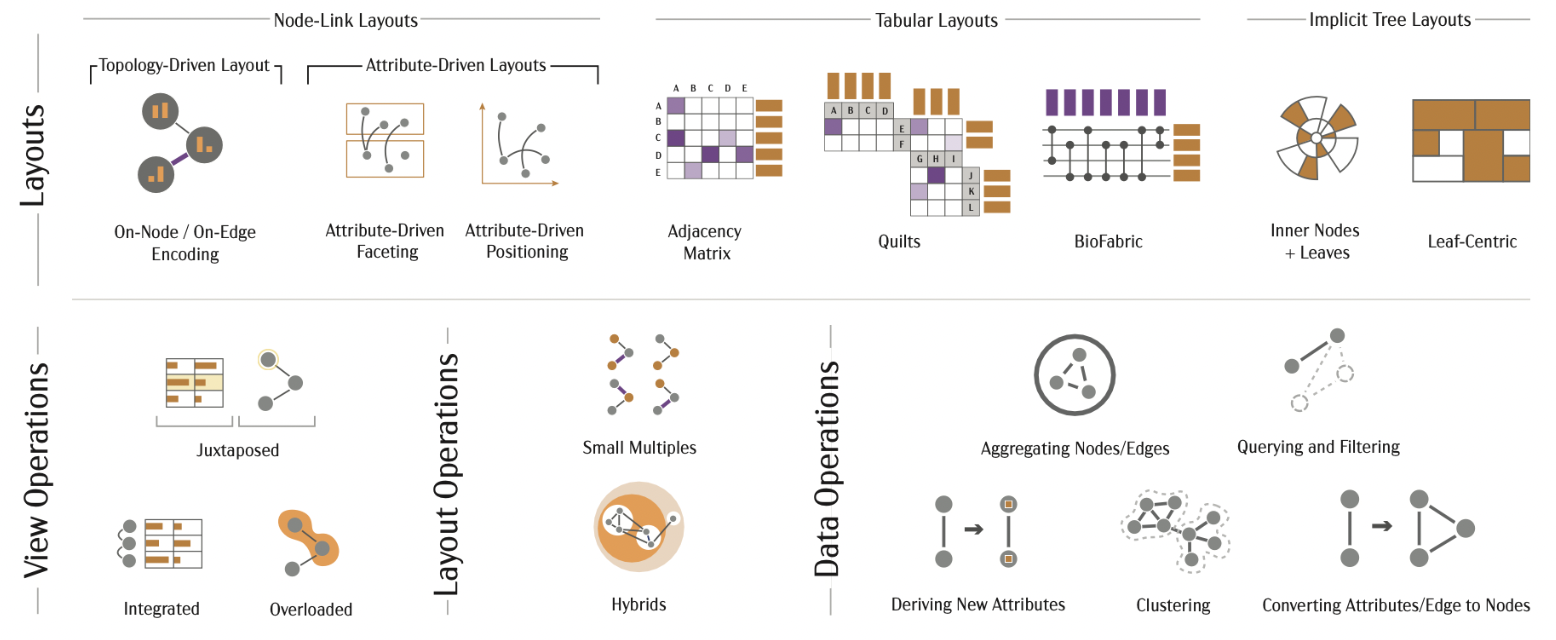 Node-Link Layouts
Tabular Layouts
Implicit Tree Layouts
Layouts
Topology-Driven Layout
Attribute-Driven Layouts
A B C D E
A
B
C
D
E
A B C D
E
F
G H I
J
K
L
On-Node / On-Edge
Encoding
Attribute-Driven
Faceting
Attribute-Driven
Positioning
Adjacency
Matrix
Quilts
BioFabric
Inner Nodes
+ Leaves
Leaf-Centric
View Operations
Juxtaposed
Integrated
Overloaded
Layout Operations
Small Multiples
Hybrids
Data Operations
Aggregating Nodes/Edges
Querying and Filtering
Deriving New Attributes
Clustering
Converting Attributes/Edge to Nodes